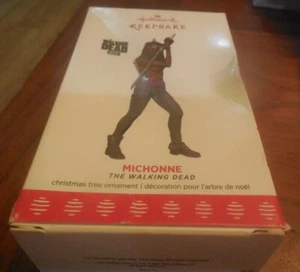 Hallmark
KEEPSAKE
THE WALKING
DEAD
MICHONNE
THE WALKING DEAD
christmas tree ornament | décoration pour l'arbre de noël